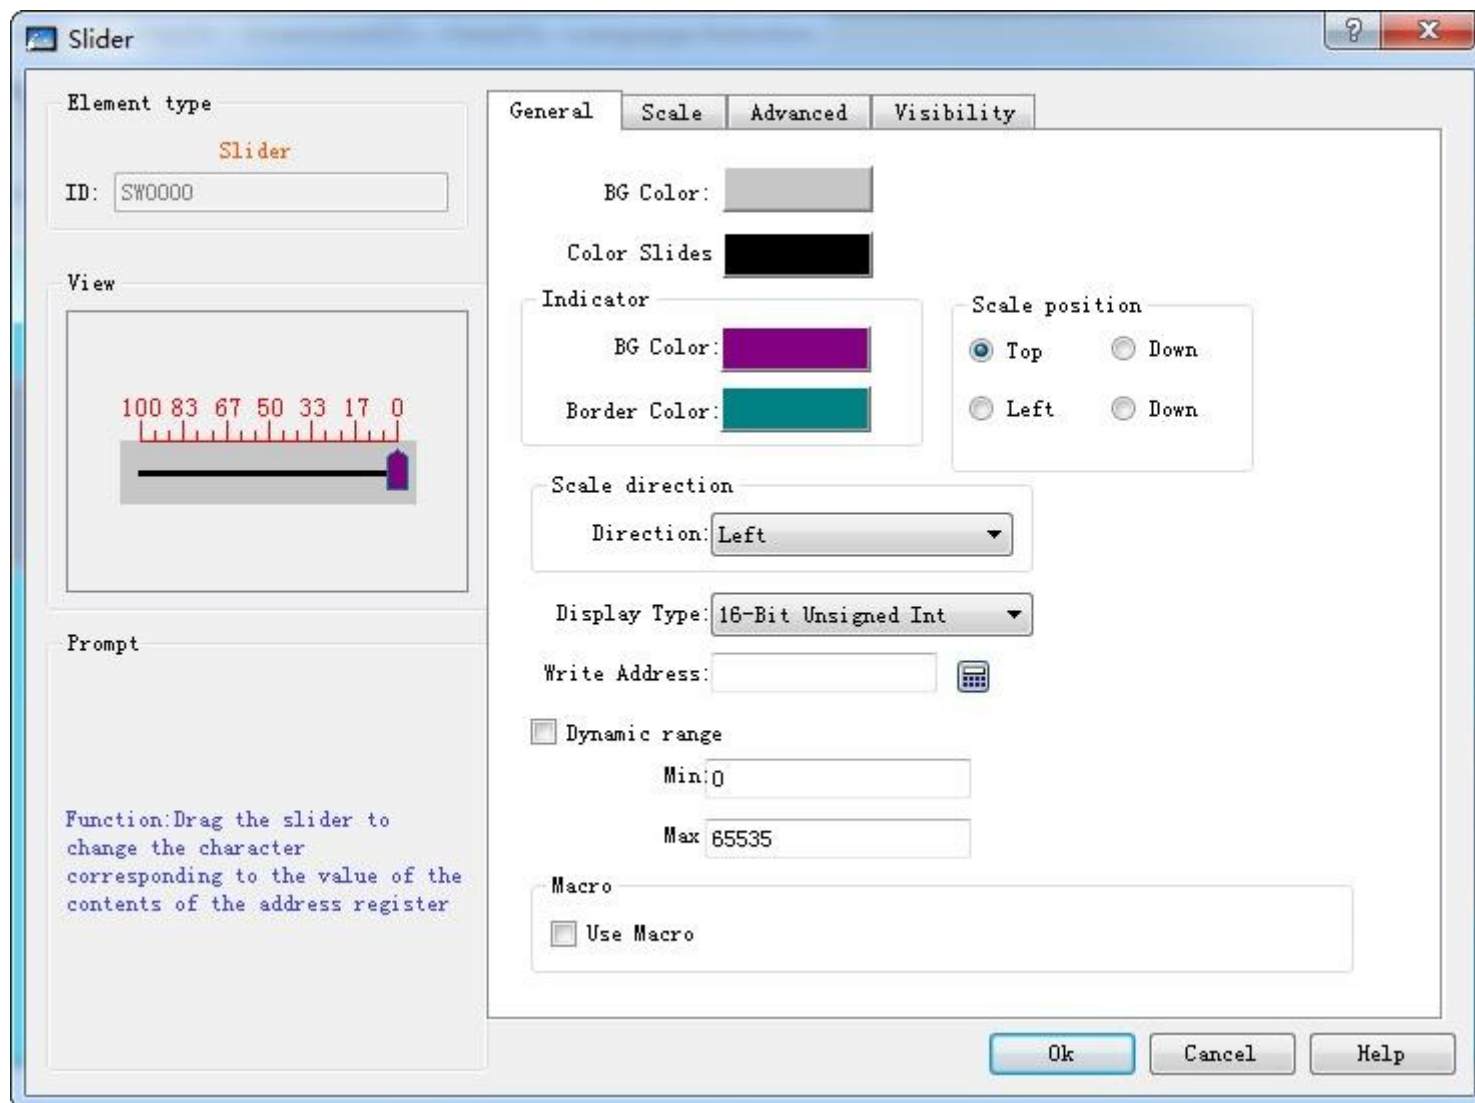 Slider
Element type
Slider
ID: SW0000
View
100 83 67 50 33 17 0
Prompt
Function:Drag the slider to
change the character
corresponding to the value of the
contents of the address register
General Scale Advanced Visibility
BG Color:
Color Slides
Indicator
BG Color:
Border Color:
Scale position
Top Down
Left Down
Scale direction
Direction: Left
Display Type: 16-Bit Unsigned Int
Write Address:
Dynamic range
Min: 0
Max 65535
Macro
Use Macro
Ok Cancel Help